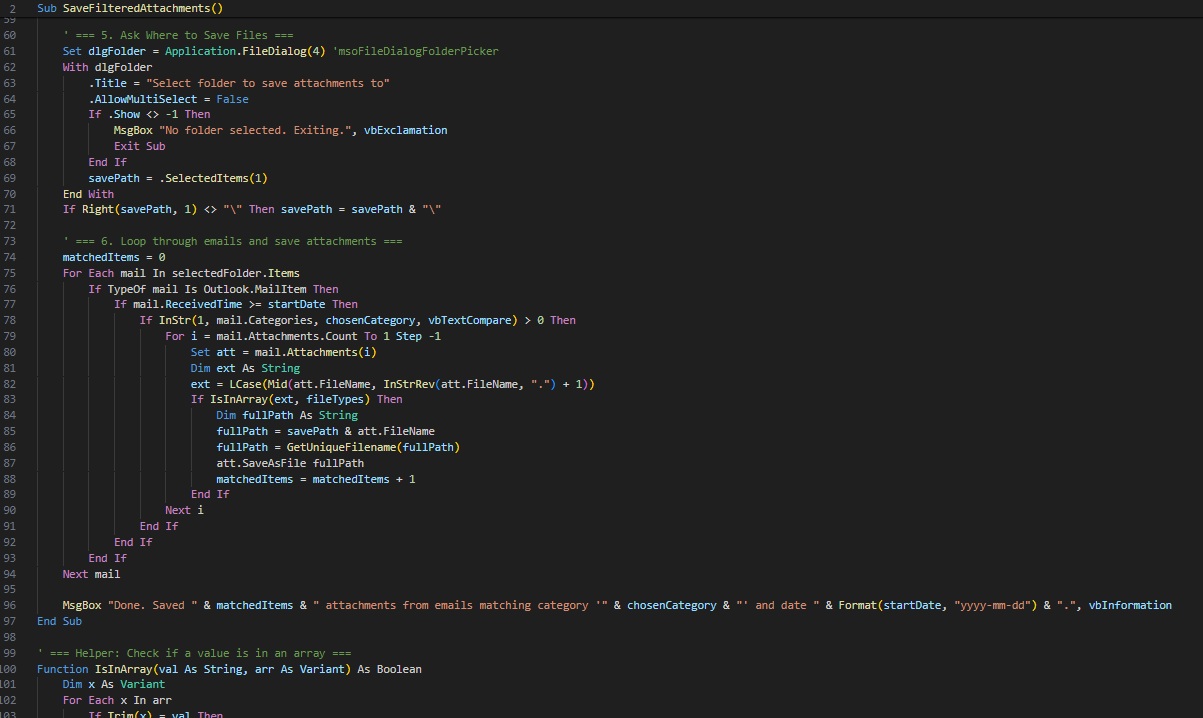 2 Sub SaveFilteredAttachments()
59
60 ' === 5. Ask Where to Save Files ===
61 Set dlgFolder = Application.FileDialog(4) 'msoFileDialogFolderPicker
62 With dlgFolder
63 .Title = "Select folder to save attachments to"
64 .AllowMultiSelect = False
65 If .Show <> -1 Then
66 MsgBox "No folder selected. Exiting.", vbExclamation
67 Exit Sub
68 End If
69 savePath = .SelectedItems(1)
70 End With
71 If Right(savePath, 1) <> "\" Then savePath = savePath & "\"
72
73 ' === 6. Loop through emails and save attachments ===
74 matchedItems = 0
75 For Each mail In selectedFolder.Items
76 If TypeOf mail Is Outlook.MailItem Then
77 If mail.ReceivedTime >= startDate Then
78 If InStr(1, mail.Categories, chosenCategory, vbTextCompare) > 0 Then
79 For i = mail.Attachments.Count To 1 Step -1
80 Set att = mail.Attachments(i)
81 Dim ext As String
82 ext = LCase(Mid(att.FileName, InStrRev(att.FileName, ".") + 1))
83 If IsInArray(ext, fileTypes) Then
84 Dim fullPath As String
85 fullPath = savePath & att.FileName
86 fullPath = GetUniqueFilename(fullPath)
87 att.SaveAsFile fullPath
88 matchedItems = matchedItems + 1
89 End If
90 Next i
91 End If
92 End If
93 End If
94 Next mail
95
96 MsgBox "Done. Saved " & matchedItems & " attachments from emails matching category '" & chosenCategory & "' and date " & Format(startDate, "yyyy-mm-dd") & ".", vbInformation
97 End Sub
98
99 ' === Helper: Check if a value is in an array ===
100 Function IsInArray(val As String, arr As Variant) As Boolean
101 Dim x As Variant
102 For Each x In arr
103 If Trim(x) = val Then